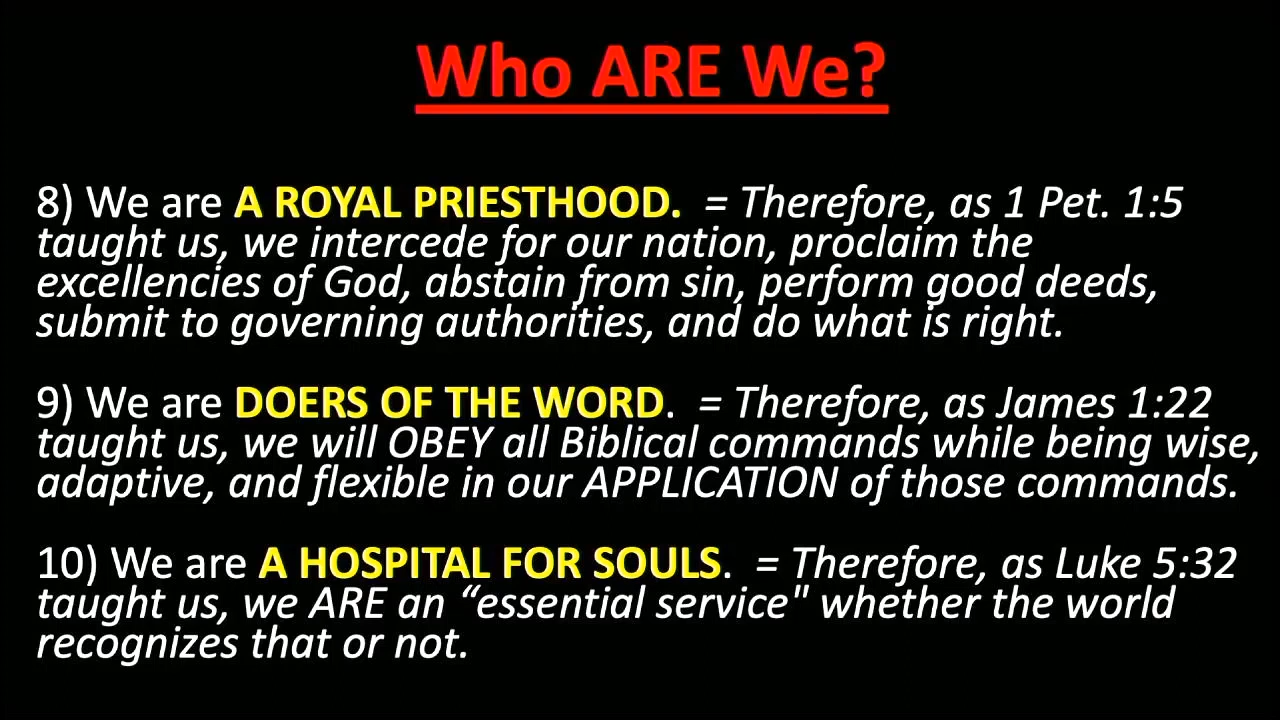 Who ARE We?
8) We are A ROYAL PRIESTHOOD. = Therefore, as 1 Pet. 1:5
taught us, we intercede for our nation, proclaim the
excellencies of God, abstain from sin, perform good deeds,
submit to governing authorities, and do what is right.
9) We are DOERS OF THE WORD. = Therefore, as James 1:22
taught us, we will OBEY all Biblical commands while being wise,
adaptive, and flexible in our APPLICATION of those commands.
10) We are A HOSPITAL FOR SOULS. = Therefore, as Luke 5:32
taught us, we ARE an “essential service" whether the world
recognizes that or not.